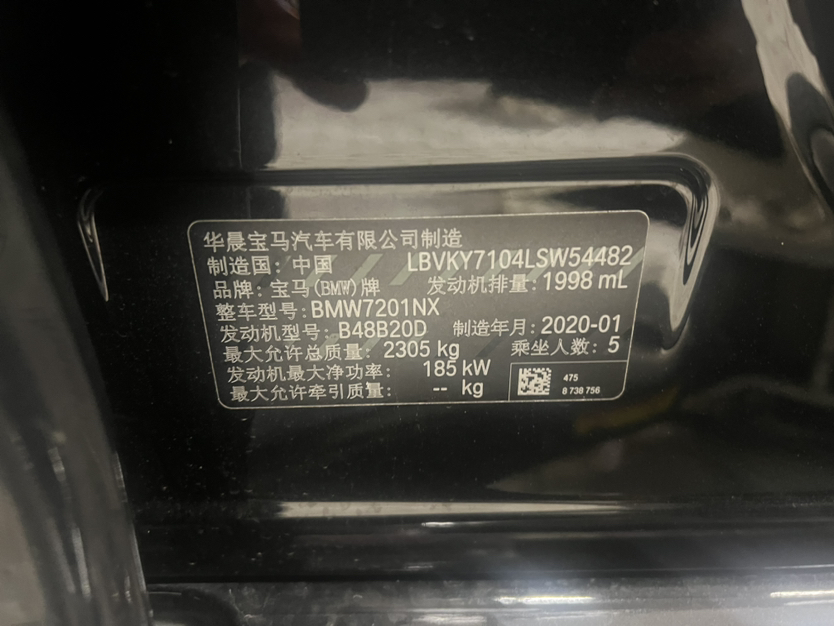 华晨宝马汽车有限公司制造
制造国：中国 LBVKY7104LSW54482
品牌：宝马(BMW)牌 发动机排量：1998 mL
整车型号：BMW7201NX
发动机型号：B48B20D 制造年月：2020-01
最大允许总质量：2305 kg 乘坐人数：5
发动机最大净功率： 185 kW
最大允许牵引质量： -- kg
475
8 738 756